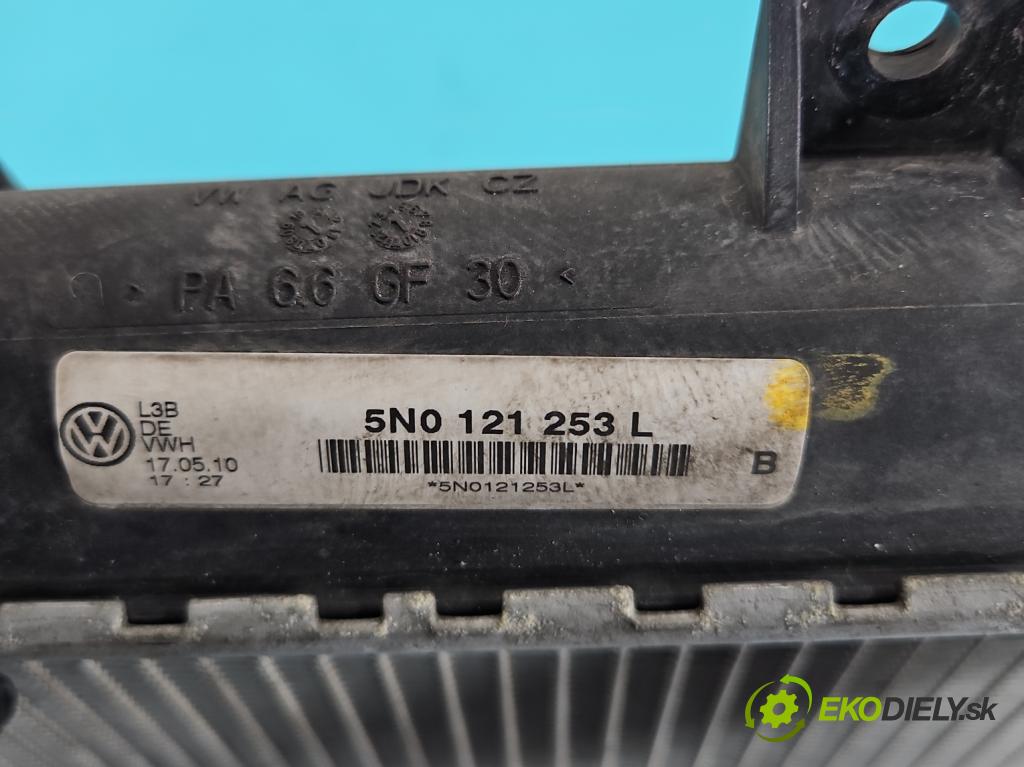 VW AG JDK CZ
> PA 6.6 GF 30 <
L3B
DE
VWH
17.05.10
17 : 27
5N0 121 253 L
*5N0121253L*
B
EKODIELY.sk